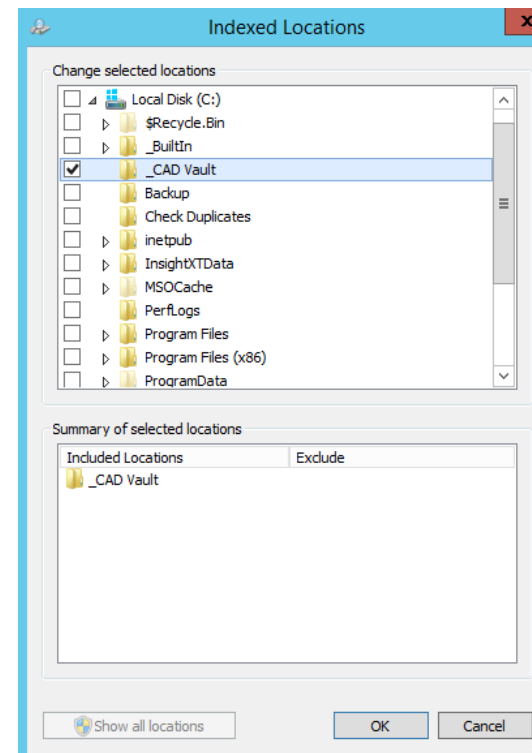 Indexed Locations
x
Change selected locations
Local Disk (C:)
$Recycle.Bin
_BuiltIn
_CAD Vault
Backup
Check Duplicates
inetpub
InsightXTData
MSOCache
PerfLogs
Program Files
Program Files (x86)
ProgramData
Summary of selected locations
Included Locations Exclude
_CAD Vault
Show all locations OK Cancel